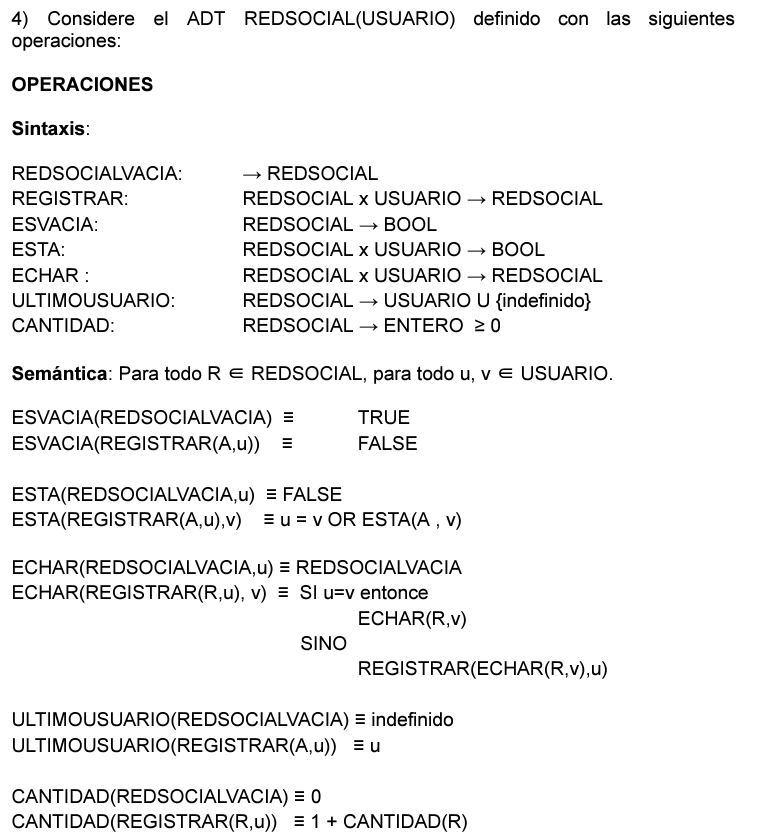 4) Considere el ADT REDSOCIAL(USUARIO) definido con las siguientes
operaciones:
OPERACIONES
Sintaxis:
REDSOCIALVACIA: → REDSOCIAL
REGISTRAR: REDSOCIAL x USUARIO → REDSOCIAL
ESVACIA: REDSOCIAL → BOOL
ESTA: REDSOCIAL x USUARIO → BOOL
ECHAR : REDSOCIAL x USUARIO → REDSOCIAL
ULTIMOUSUARIO: REDSOCIAL → USUARIO U {indefinido}
CANTIDAD: REDSOCIAL → ENTERO ≥ 0
Semántica: Para todo R ∈ REDSOCIAL, para todo u, v ∈ USUARIO.
ESVACIA(REDSOCIALVACIA) ≡ TRUE
ESVACIA(REGISTRAR(A,u)) ≡ FALSE
ESTA(REDSOCIALVACIA,u) ≡ FALSE
ESTA(REGISTRAR(A,u),v) ≡ u = v OR ESTA(A , v)
ECHAR(REDSOCIALVACIA,u) ≡ REDSOCIALVACIA
ECHAR(REGISTRAR(R,u), v) ≡ SI u=v entonce
ECHAR(R,v)
SINO
REGISTRAR(ECHAR(R,v),u)
ULTIMOUSUARIO(REDSOCIALVACIA) ≡ indefinido
ULTIMOUSUARIO(REGISTRAR(A,u)) ≡ u
CANTIDAD(REDSOCIALVACIA) ≡ 0
CANTIDAD(REGISTRAR(R,u)) ≡ 1 + CANTIDAD(R)